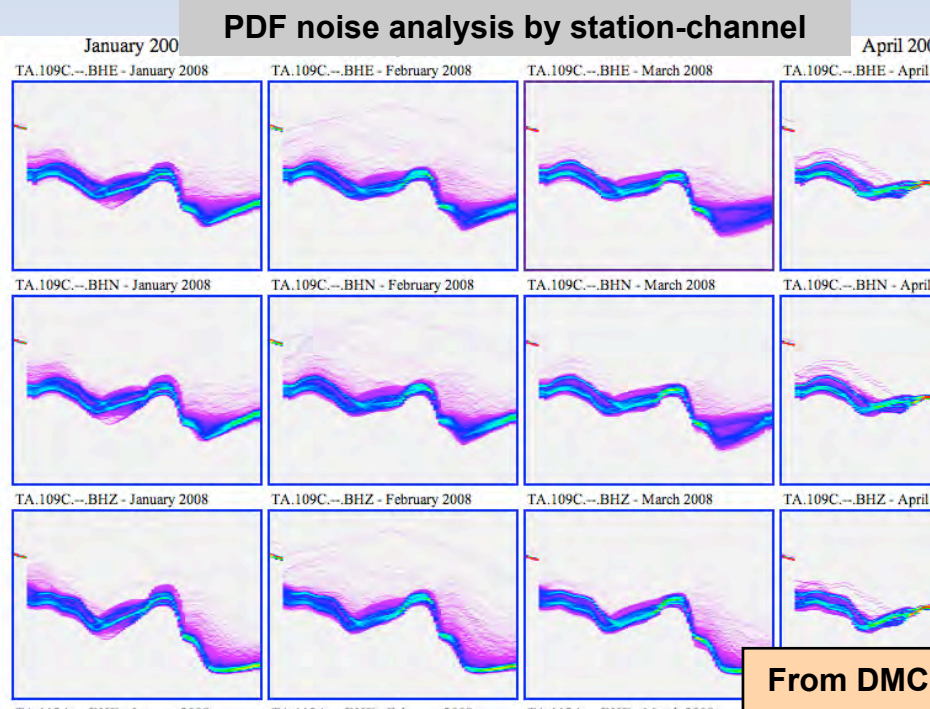 PDF noise analysis by station-channel
January 200
April 200
TA.109C.--.BHE - January 2008
TA.109C.--.BHE - February 2008
TA.109C.--.BHE - March 2008
TA.109C.--.BHE - April
TA.109C.--.BHN - January 2008
TA.109C.--.BHN - February 2008
TA.109C.--.BHN - March 2008
TA.109C.--.BHN - April
TA.109C.--.BHZ - January 2008
TA.109C.--.BHZ - February 2008
TA.109C.--.BHZ - March 2008
TA.109C.--.BHZ - April
From DMC